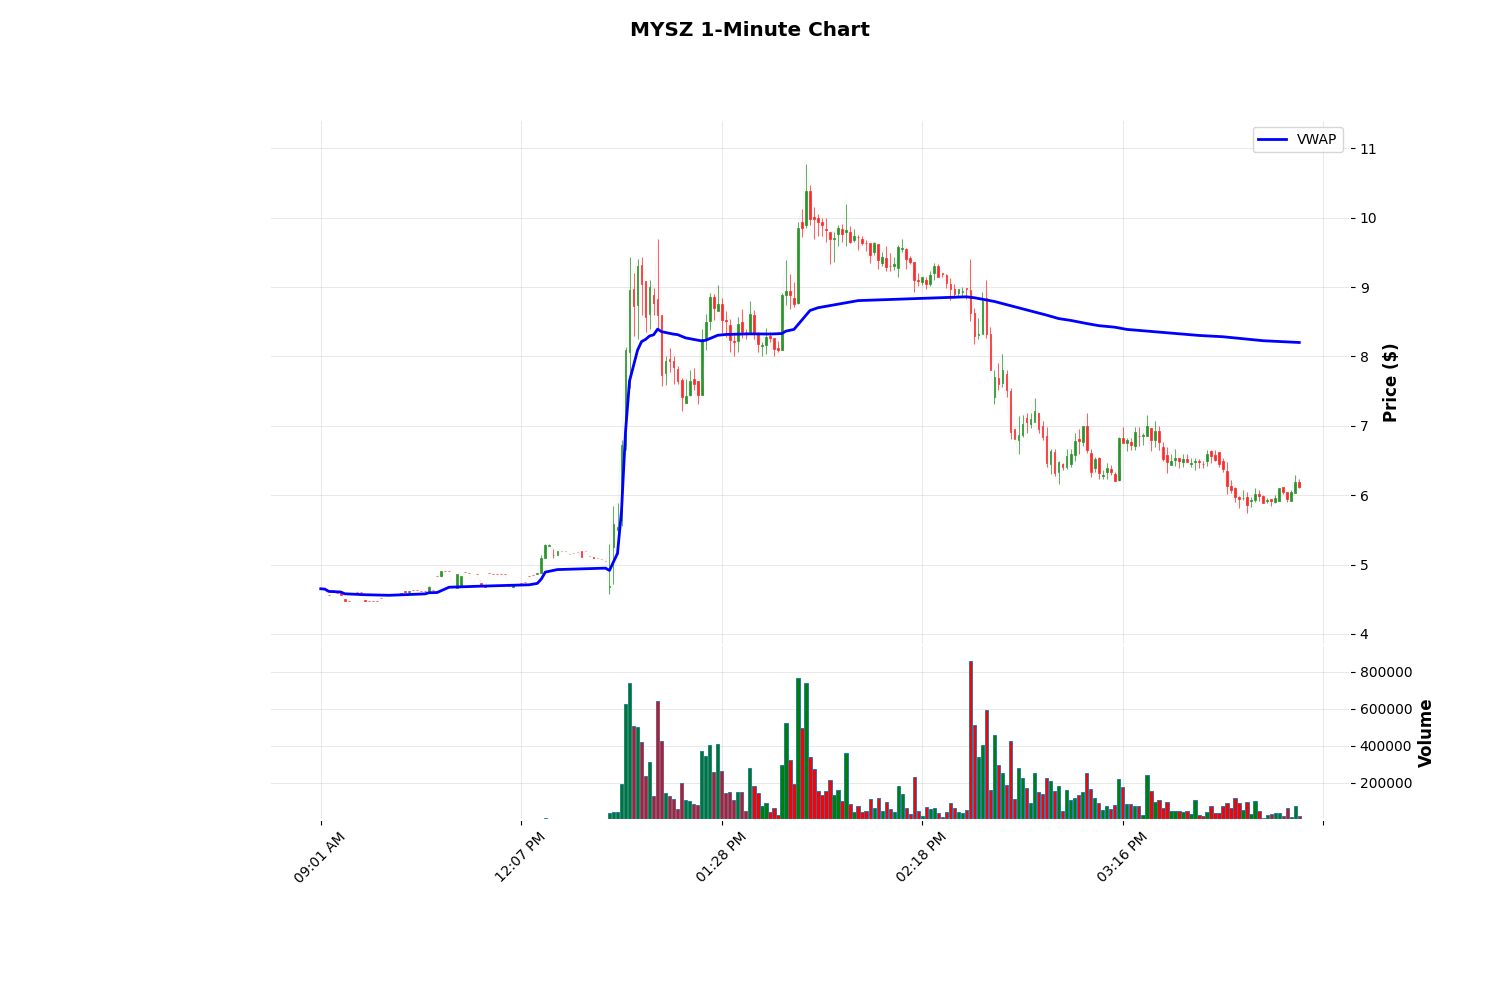 MYSZ 1-Minute Chart
VWAP
11
10
9
8
7
6
5
4
Price ($)
800000
600000
400000
200000
Volume
09:01 AM
12:07 PM
01:28 PM
02:18 PM
03:16 PM